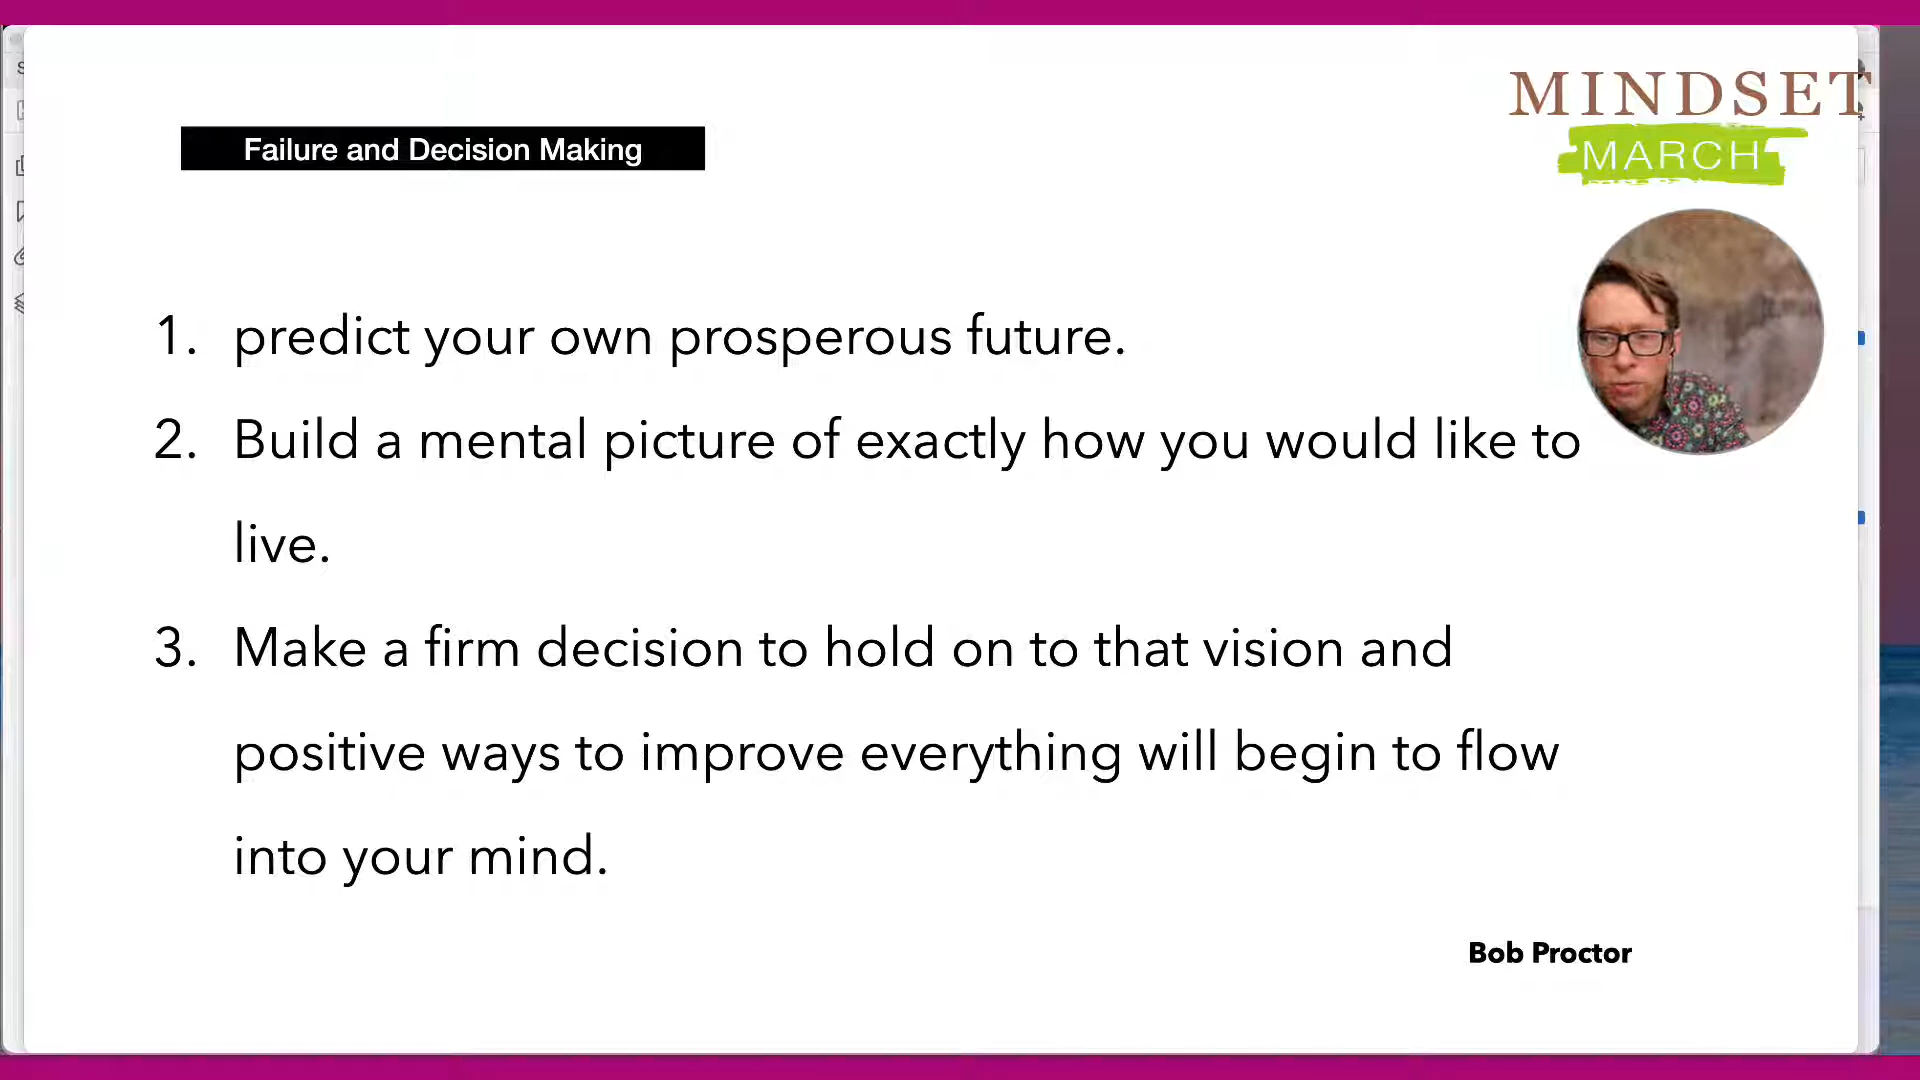 MINDSET
MARCH
Failure and Decision Making
1. predict your own prosperous future.
2. Build a mental picture of exactly how you would like to
live.
3. Make a firm decision to hold on to that vision and
positive ways to improve everything will begin to flow
into your mind.
Bob Proctor